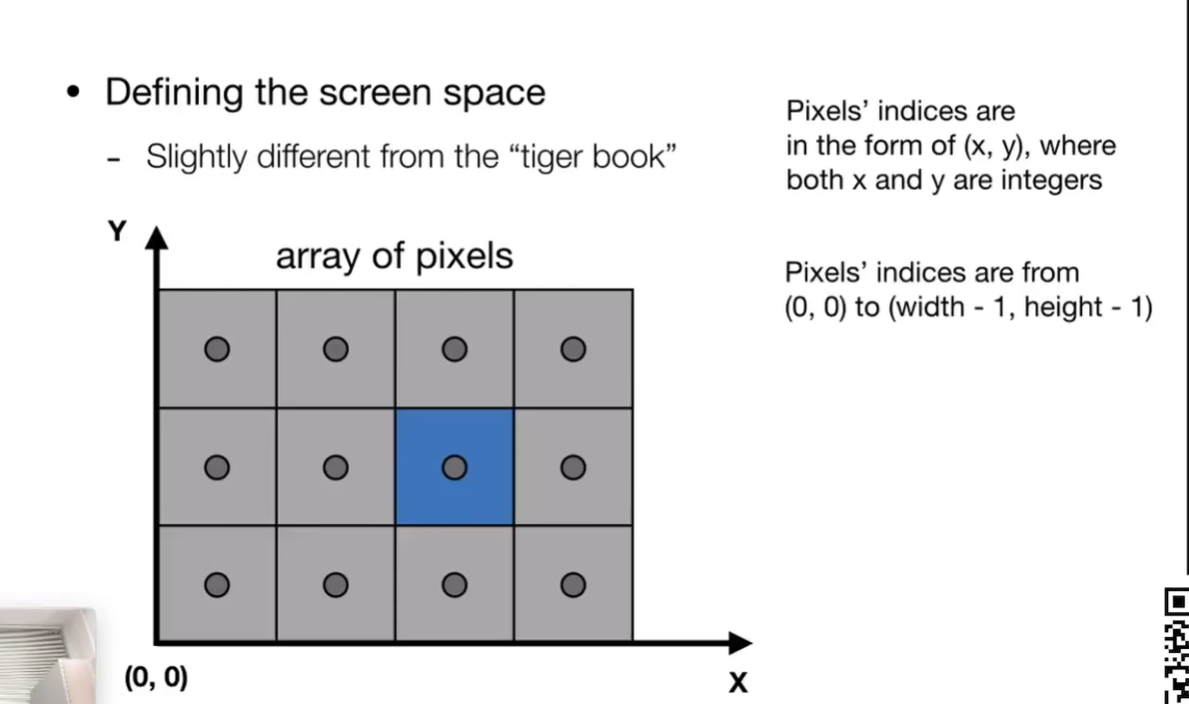 • Defining the screen space
- Slightly different from the “tiger book”
Pixels’ indices are
in the form of (x, y), where
both x and y are integers
Pixels’ indices are from
(0, 0) to (width - 1, height - 1)
Y
array of pixels
(0, 0)
X